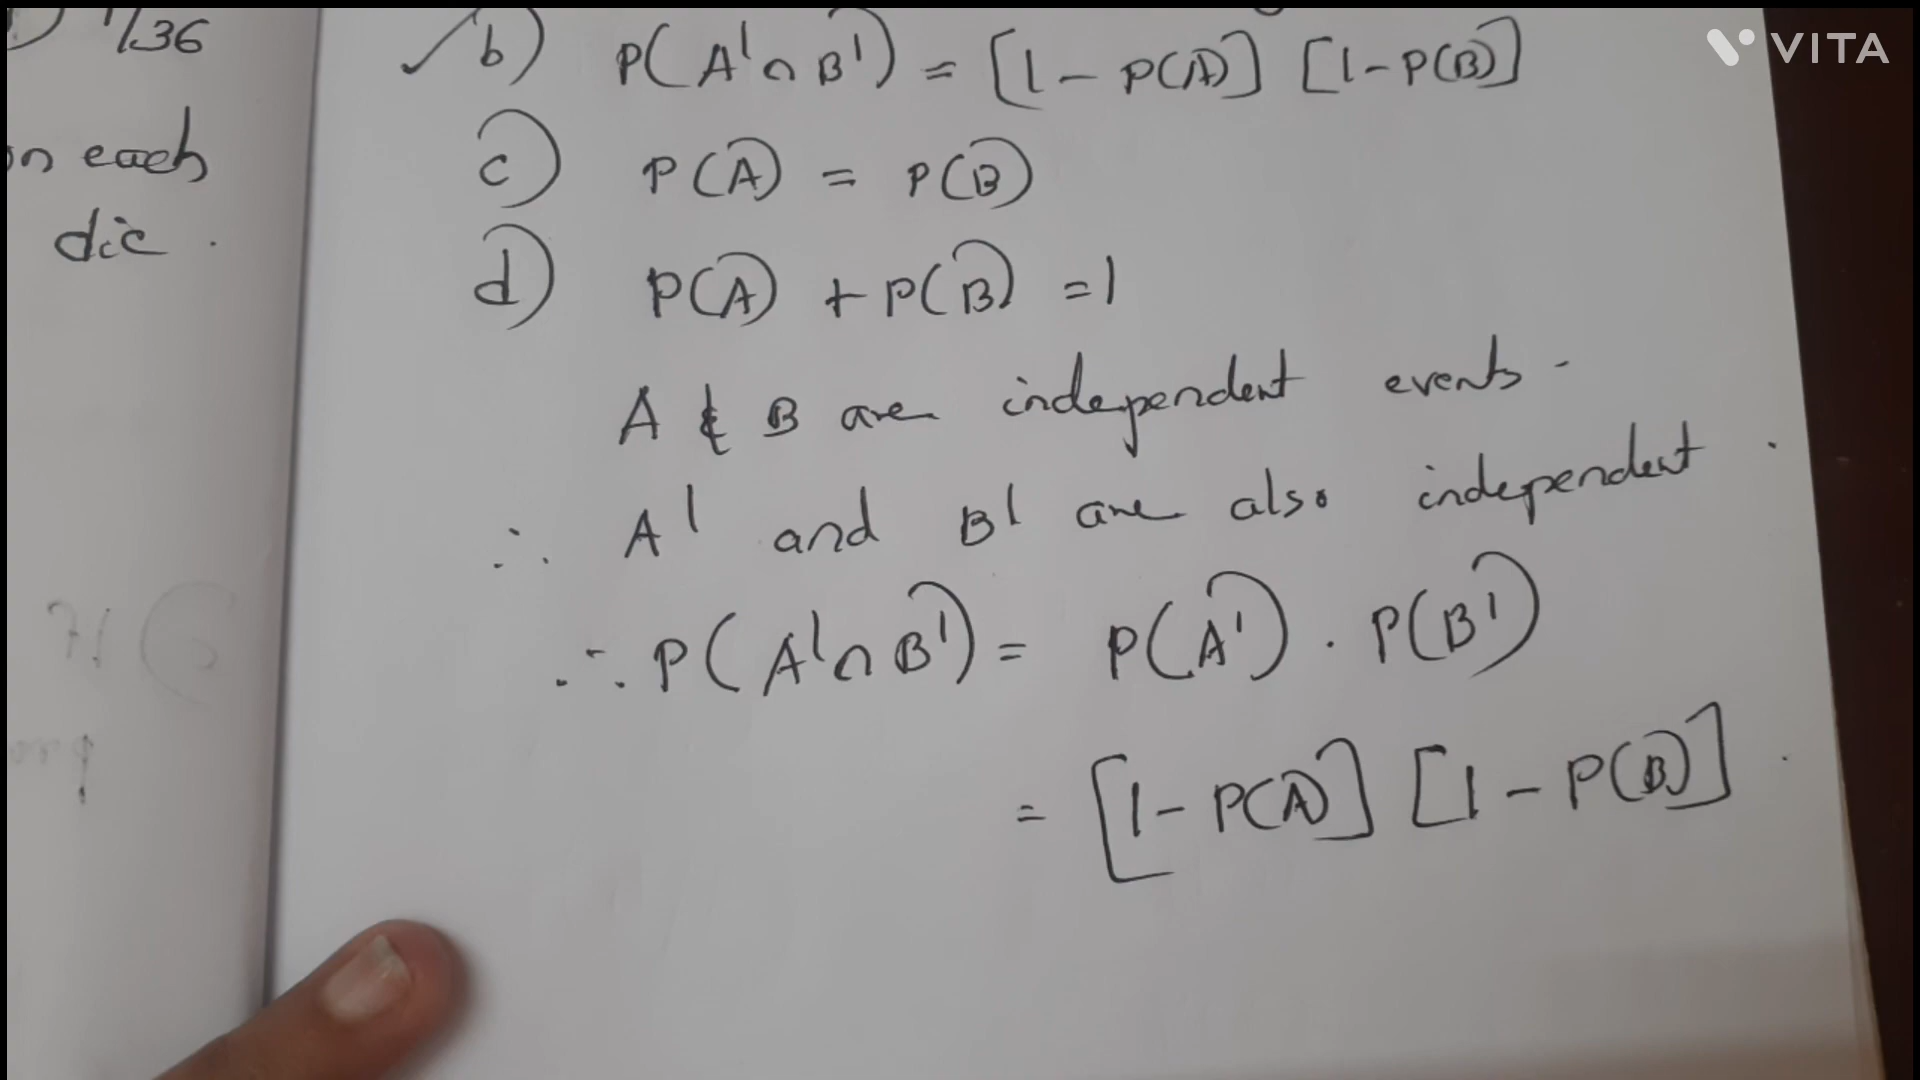 1/36
on each
die.
✓ b) P(A'∩B') = [1-P(A)] [1-P(B)]
c) P(A) = P(B)
d) P(A) + P(B) = 1
A & B are independent events.
∴ A' and B' are also independent.
∴ P(A'∩B') = P(A') . P(B')
= [1-P(A)] [1-P(B)].
VITA